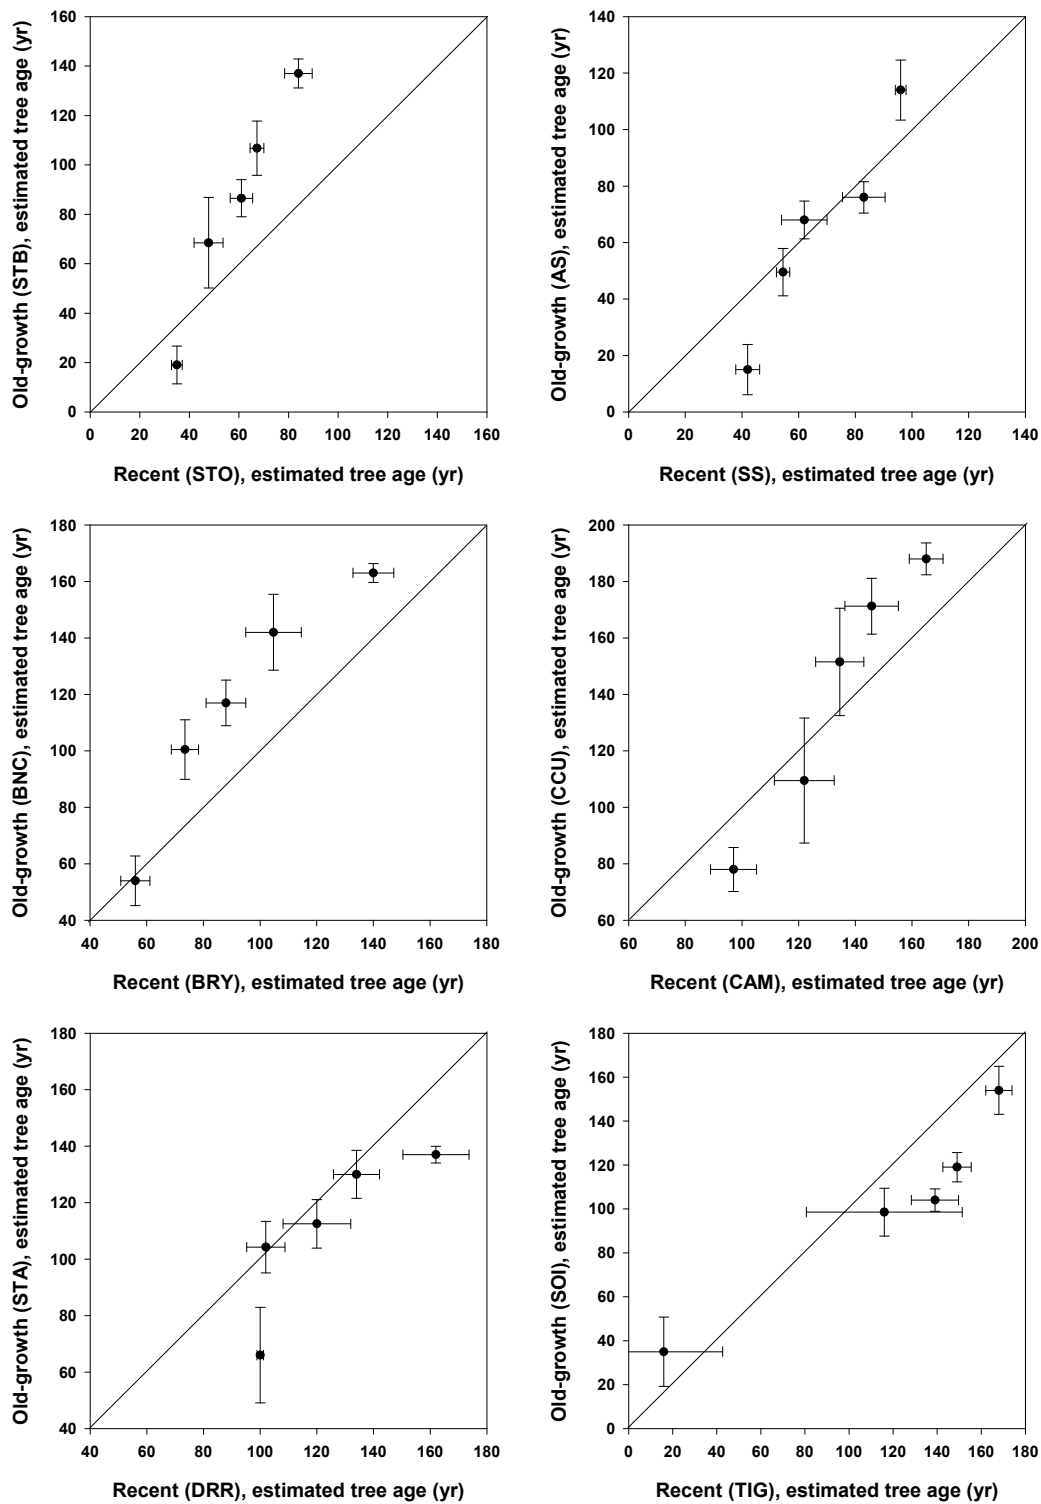 Old-growth (STB), estimated tree age (yr)
160
140
120
100
80
60
40
20
0
0 20 40 60 80 100 120 140 160
Recent (STO), estimated tree age (yr)
Old-growth (AS), estimated tree age (yr)
140
120
100
80
60
40
20
0
0 20 40 60 80 100 120 140
Recent (SS), estimated tree age (yr)
Old-growth (BNC), estimated tree age (yr)
180
160
140
120
100
80
60
40
40 60 80 100 120 140 160 180
Recent (BRY), estimated tree age (yr)
Old-growth (CCU), estimated tree age (yr)
200
180
160
140
120
100
80
60
60 80 100 120 140 160 180 200
Recent (CAM), estimated tree age (yr)
Old-growth (STA), estimated tree age (yr)
180
160
140
120
100
80
60
40
40 60 80 100 120 140 160 180
Recent (DRR), estimated tree age (yr)
Old-growth (SOI), estimated tree age (yr)
180
160
140
120
100
80
60
40
20
0
0 20 40 60 80 100 120 140 160 180
Recent (TIG), estimated tree age (yr)